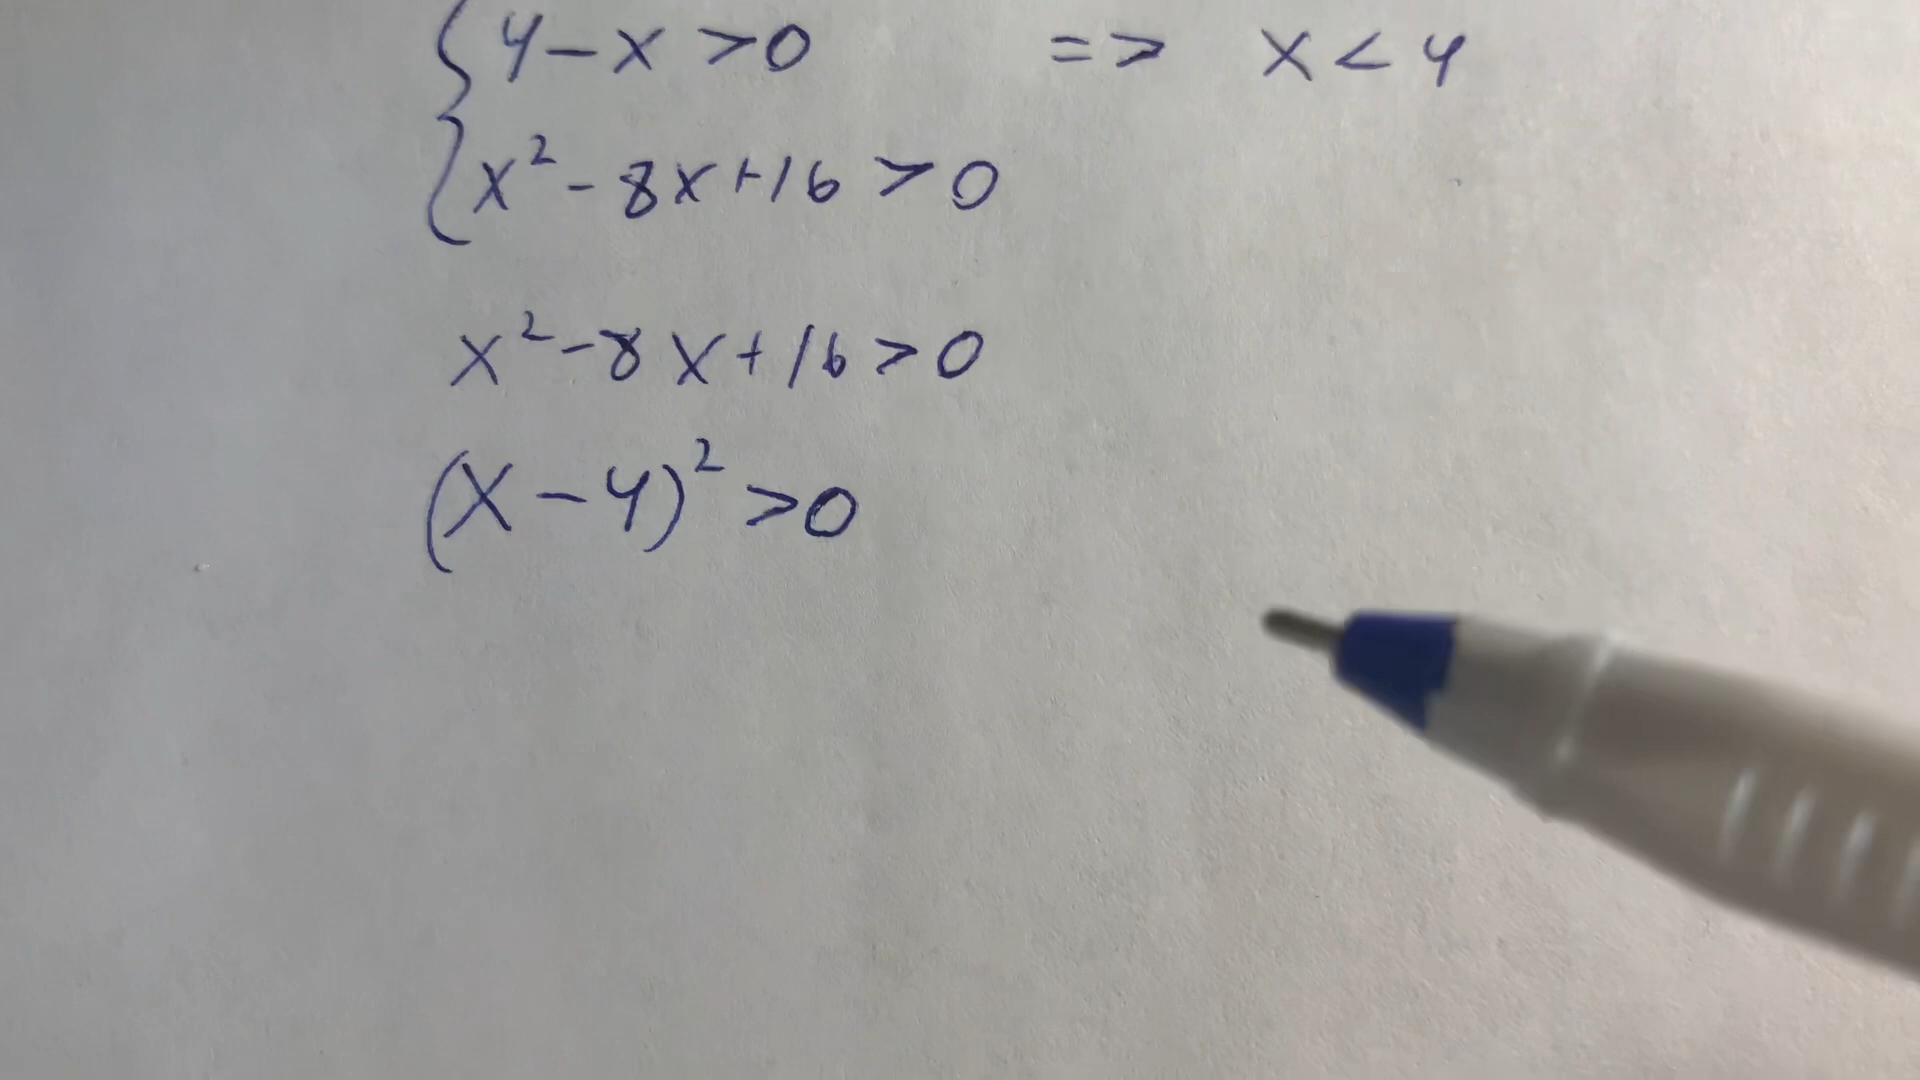 { 4 - x > 0 => x < 4
{ x² - 8x + 16 > 0
x² - 8x + 16 > 0
(x - 4)² > 0